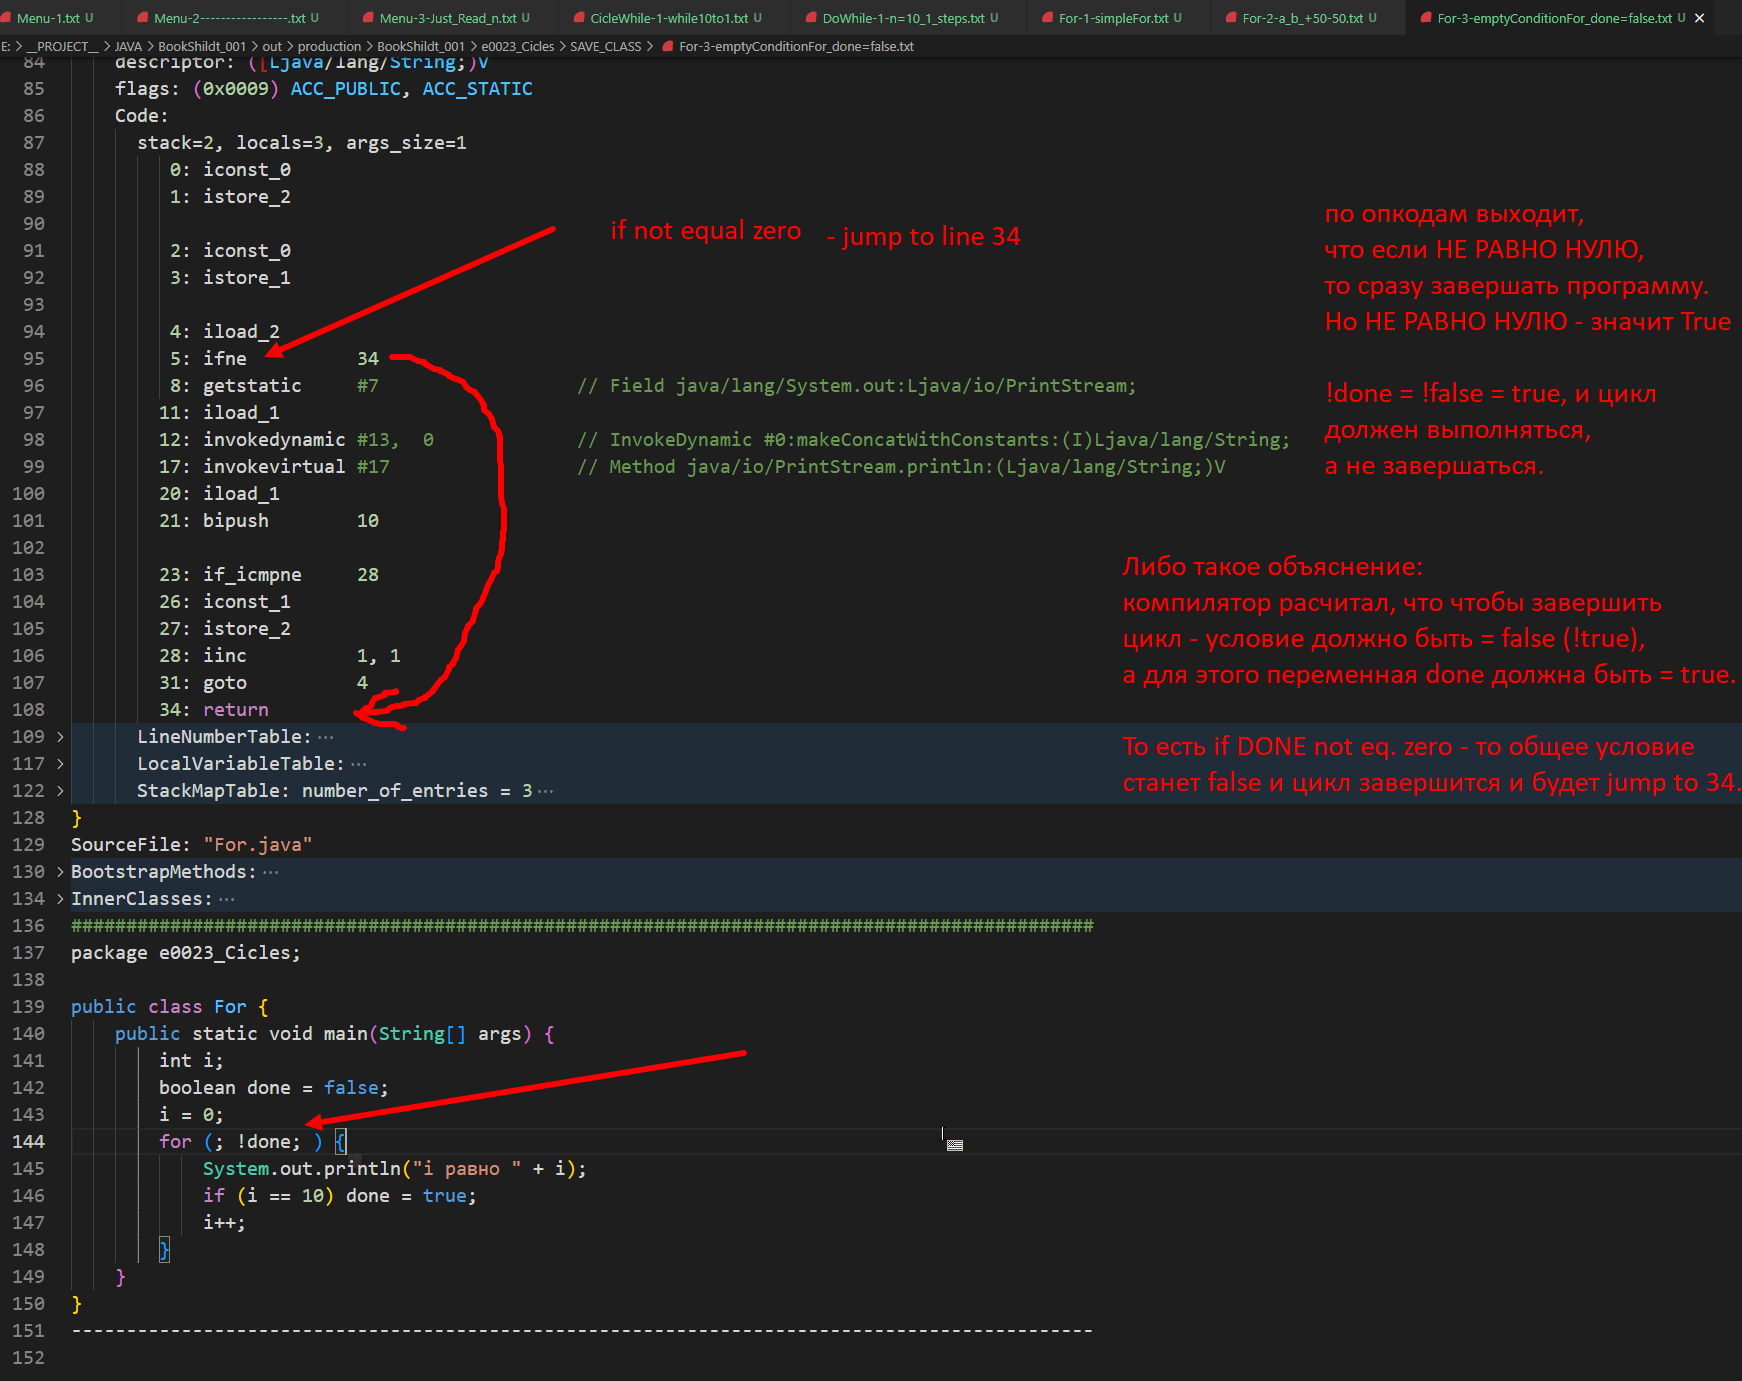 Menu-1.txt U
Menu-2-----------------.txt U
Menu-3-Just_Read_n.txt U
CicleWhile-1-while10to1.txt U
DoWhile-1-n=10_1_steps.txt U
For-1-simpleFor.txt U
For-2-a_b_+50-50.txt U
For-3-emptyConditionFor_done=false.txt U
E: > __PROJECT__ > JAVA > BookShildt_001 > out > production > BookShildt_001 > e0023_Cicles > SAVE_CLASS > For-3-emptyConditionFor_done=false.txt
84 descriptor: ([Ljava/lang/String;)V
85 flags: (0x0009) ACC_PUBLIC, ACC_STATIC
86 Code:
87 stack=2, locals=3, args_size=1
88 0: iconst_0
89 1: istore_2
90
91 2: iconst_0
92 3: istore_1
93
94 4: iload_2
95 5: ifne 34
96 8: getstatic #7 // Field java/lang/System.out:Ljava/io/PrintStream;
97 11: iload_1
98 12: invokedynamic #13, 0 // InvokeDynamic #0:makeConcatWithConstants:(I)Ljava/lang/String;
99 17: invokevirtual #17 // Method java/io/PrintStream.println:(Ljava/lang/String;)V
100 20: iload_1
101 21: bipush 10
102
103 23: if_icmpne 28
104 26: iconst_1
105 27: istore_2
106 28: iinc 1, 1
107 31: goto 4
108 34: return
109 > LineNumberTable: ···
117 > LocalVariableTable: ···
122 > StackMapTable: number_of_entries = 3 ···
128 }
129 SourceFile: "For.java"
130 > BootstrapMethods: ···
134 > InnerClasses: ···
136 #############################################################################################
137 package e0023_Cicles;
138
139 public class For {
140 public static void main(String[] args) {
141 int i;
142 boolean done = false;
143 i = 0;
144 for (; !done; ) {
145 System.out.println("i равно " + i);
146 if (i == 10) done = true;
147 i++;
148 }
149 }
150 }
151 ---------------------------------------------------------------------------------------------
152
if not equal zero - jump to line 34
по опкодам выходит,
что если НЕ РАВНО НУЛЮ,
то сразу завершать программу.
Но НЕ РАВНО НУЛЮ - значит True
!done = !false = true, и цикл
должен выполняться,
а не завершаться.
Либо такое объяснение:
компилятор расчитал, что чтобы завершить
цикл - условие должно быть = false (!true),
а для этого переменная done должна быть = true.
То есть if DONE not eq. zero - то общее условие
станет false и цикл завершится и будет jump to 34.